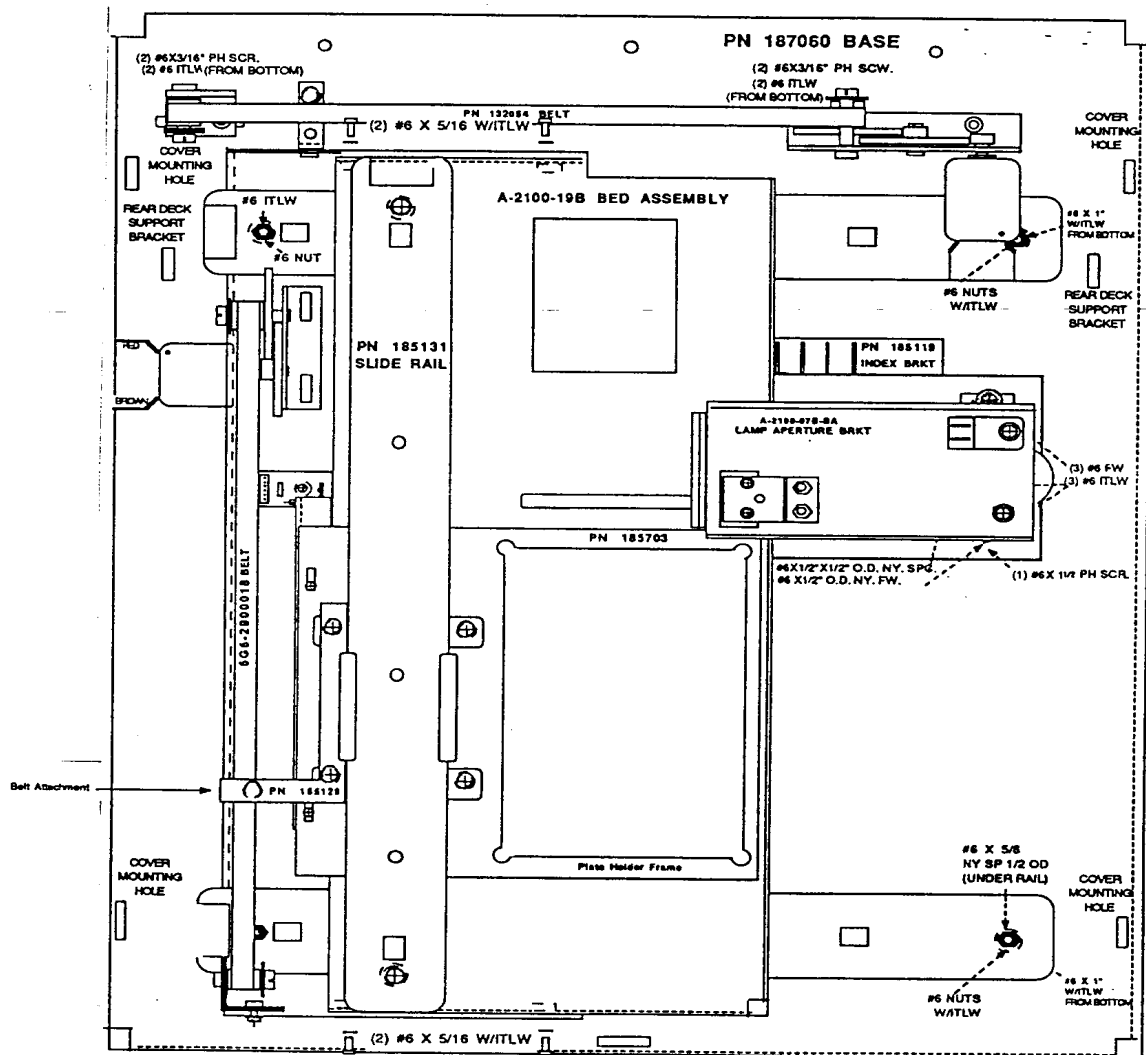 PN 187060 BASE
(2) #6X3/16" PH SCR.
(2) #6 ITLW (FROM BOTTOM)
(2) #6X3/16" PH SCW.
(2) #6 ITLW
(FROM BOTTOM)
PN 132084 BELT
(2) #6 X 5/16 W/ITLW
COVER
MOUNTING
HOLE
COVER
MOUNTING
HOLE
REAR DECK
SUPPORT
BRACKET
#6 ITLW
#6 NUT
A-2100-19B BED ASSEMBLY
#6 X 1"
W/ITLW
FROM BOTTOM
#6 NUTS
W/ITLW
REAR DECK
SUPPORT
BRACKET
PN 185131
SLIDE RAIL
RED
BROWN
PN 185119
INDEX BRKT
LAMP APERTURE BRKT
(3) #6 FW
(3) #6 ITLW
PN 185703
#6X1/2"X1/2" O.D. NY. SPC.
#6 X1/2" O.D. NY. FW.
(1) #6X 11/2 PH SCR.
BELT
Belt Attachment
PN 185129
Plate Holder Frame
#6 X 5/8
NY SP 1/2 OD
(UNDER RAIL)
COVER
MOUNTING
HOLE
COVER
MOUNTING
HOLE
#6 NUTS
W/ITLW
#6 X 1"
W/ITLW
FROM BOTTOM
(2) #6 X 5/16 W/ITLW